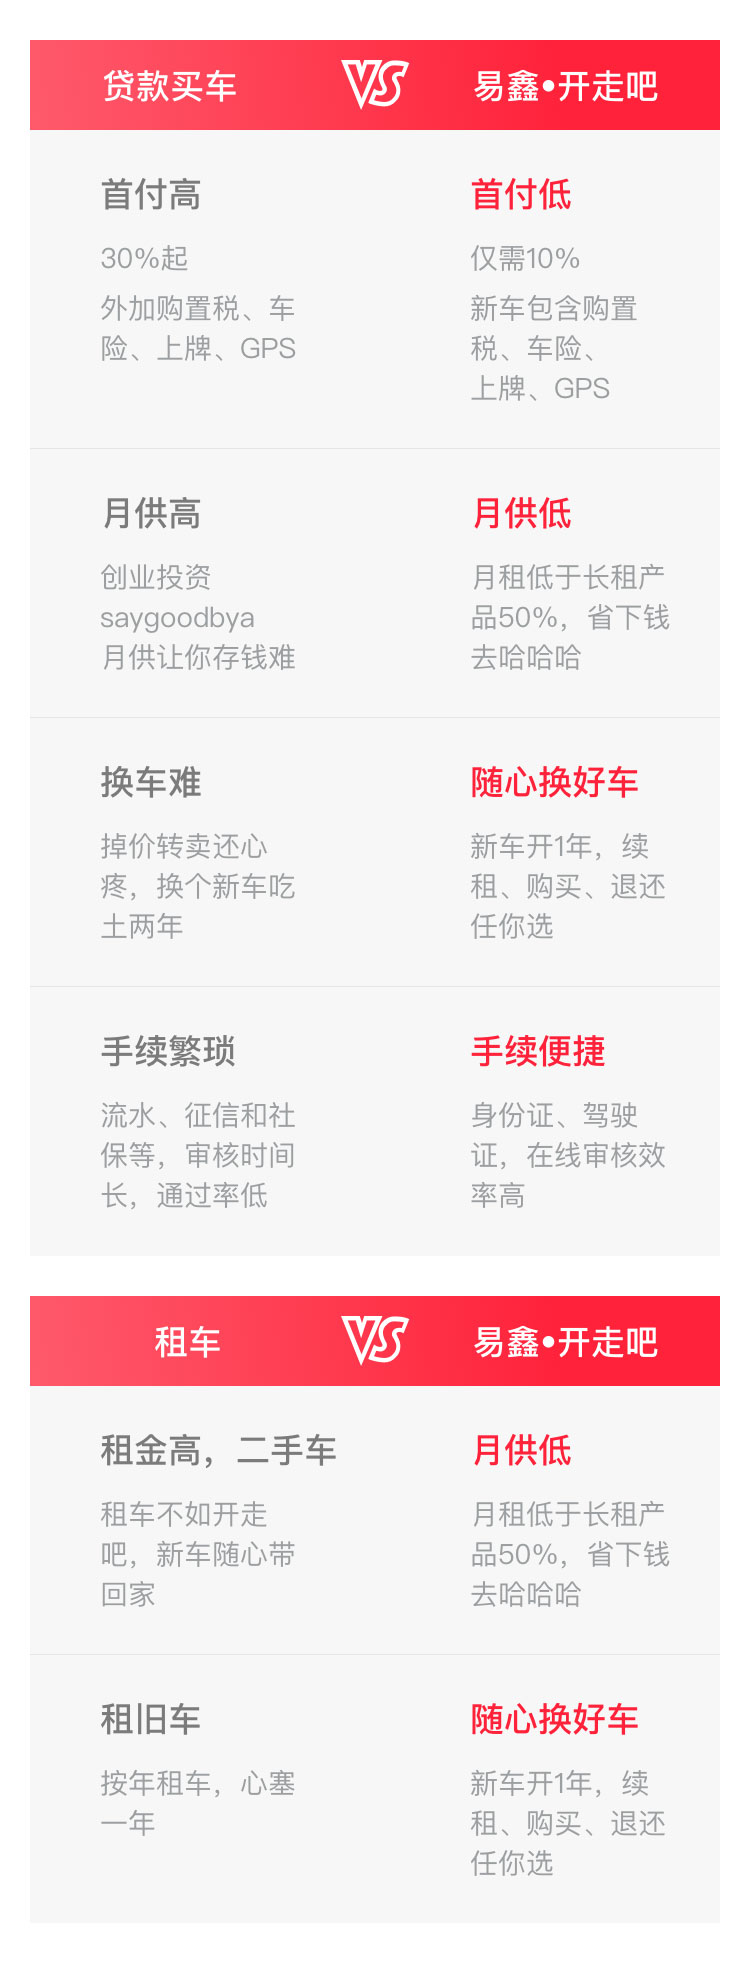 贷款买车 VS 易鑫•开走吧
首付高
30%起
外加购置税、车
险、上牌、GPS
首付低
仅需10%
新车包含购置
税、车险、
上牌、GPS
月供高
创业投资
saygoodbya
月供让你存钱难
月供低
月租低于长租产
品50%，省下钱
去哈哈哈
换车难
掉价转卖还心
疼，换个新车吃
土两年
随心换好车
新车开1年，续
租、购买、退还
任你选
手续繁琐
流水、征信和社
保等，审核时间
长，通过率低
手续便捷
身份证、驾驶
证，在线审核效
率高
租车 VS 易鑫•开走吧
租金高，二手车
租车不如开走
吧，新车随心带
回家
月供低
月租低于长租产
品50%，省下钱
去哈哈哈
租旧车
按年租车，心塞
一年
随心换好车
新车开1年，续
租、购买、退还
任你选